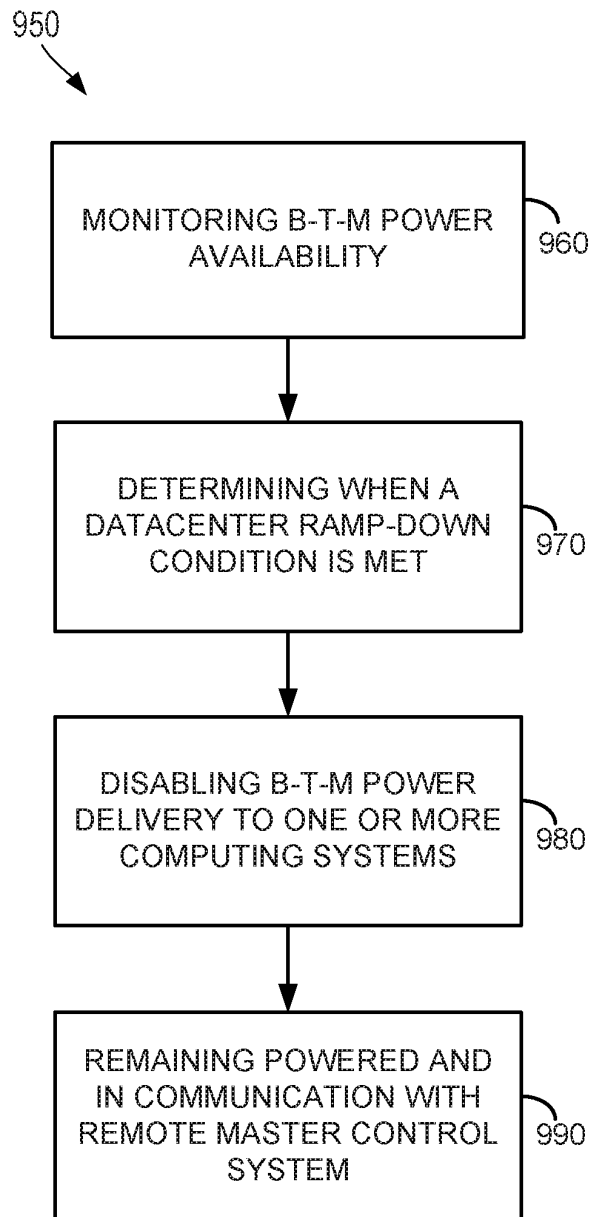 950
MONITORING B-T-M POWER
AVAILABILITY
960
DETERMINING WHEN A
DATACENTER RAMP-DOWN
CONDITION IS MET
970
DISABLING B-T-M POWER
DELIVERY TO ONE OR MORE
COMPUTING SYSTEMS
980
REMAINING POWERED AND
IN COMMUNICATION WITH
REMOTE MASTER CONTROL
SYSTEM
990